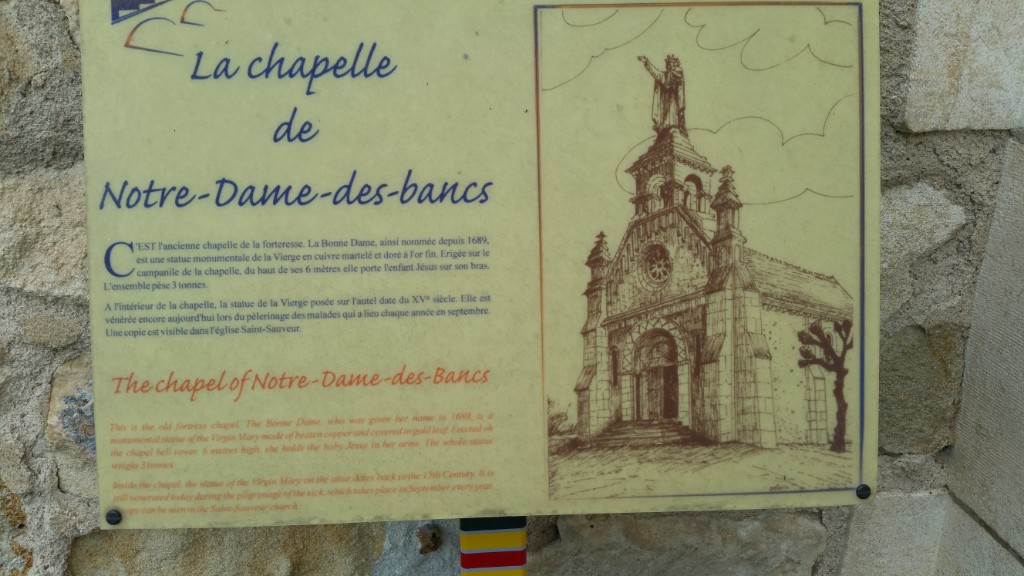 La chapelle
de
Notre-Dame-des-bancs
C'EST l'ancienne chapelle de la forteresse. La Bonne Dame, ainsi nommée depuis 1689,
est une statue monumentale de la Vierge en cuivre martelé et doré à l'or fin. Erigée sur le
campanile de la chapelle, du haut de ses 6 mètres elle porte l'enfant Jésus sur son bras.
L'ensemble pèse 3 tonnes.
A l'intérieur de la chapelle, la statue de la Vierge posée sur l'autel date du XVe siècle. Elle est
vénérée encore aujourd'hui lors du pèlerinage des malades qui a lieu chaque année en septembre.
Une copie est visible dans l'église Saint-Sauveur.
The chapel of Notre-Dame-des-Bancs
This is the old fortress chapel. The Bonne Dame, who was given her name in 1689, is a
monumental statue of the Virgin Mary made of beaten copper and covered in gold leaf. Erected on
the chapel bell tower, 6 metres high, she holds the baby Jesus in her arms. The whole statue
weighs 3 tonnes.
Inside the chapel, the statue of the Virgin Mary on the altar dates back to the 15th Century. It is
still venerated today during the pilgrimage of the sick, which takes place in September every year.
copy can be seen in the Saint-Sauveur church.